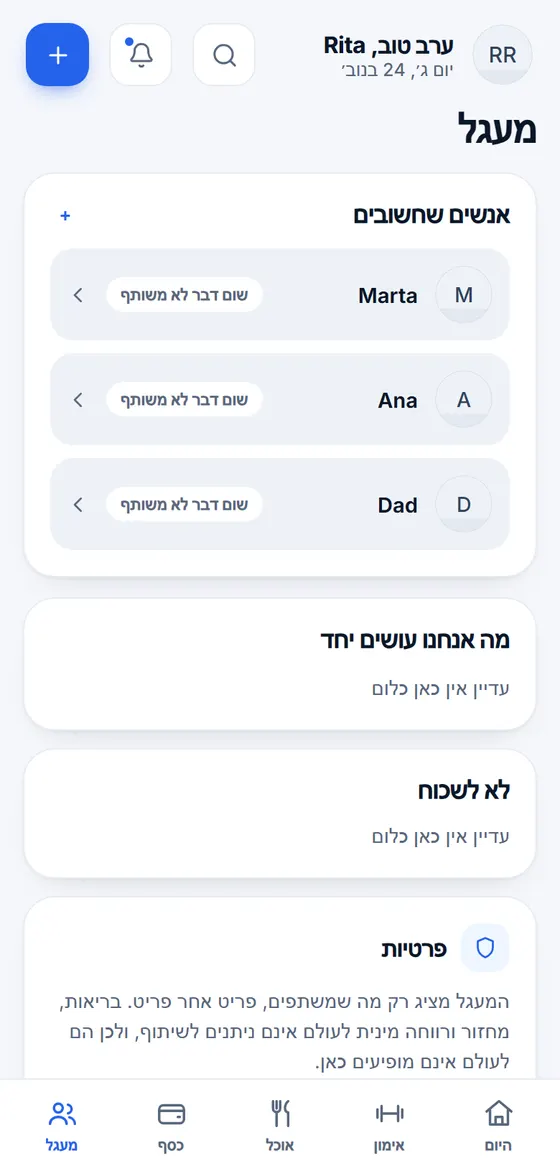 RR
ערב טוב, Rita
יום ג׳, 24 בנוב׳
מעגל
אנשים שחשובים
+
M
Marta
שום דבר לא משותף
A
Ana
שום דבר לא משותף
D
Dad
שום דבר לא משותף
מה אנחנו עושים יחד
עדיין אין כאן כלום
לא לשכוח
עדיין אין כאן כלום
פרטיות
המעגל מציג רק מה שמשתפים, פריט אחר פריט. בריאות,
מחזור ורווחה מינית לעולם אינם ניתנים לשיתוף, ולכן הם
לעולם אינם מופיעים כאן.
היום
אימון
אוכל
כסף
מעגל